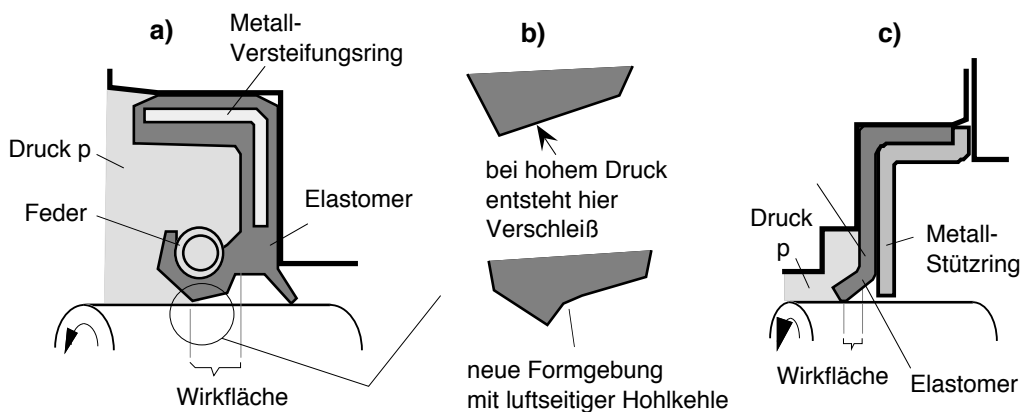 a)
Metall-
Versteifungsring
Druck p
Feder
Elastomer
Wirkfläche
b)
bei hohem Druck
entsteht hier
Verschleiß
neue Formgebung
mit luftseitiger Hohlkehle
c)
Druck
p
Metall-
Stützring
Wirkfläche
Elastomer